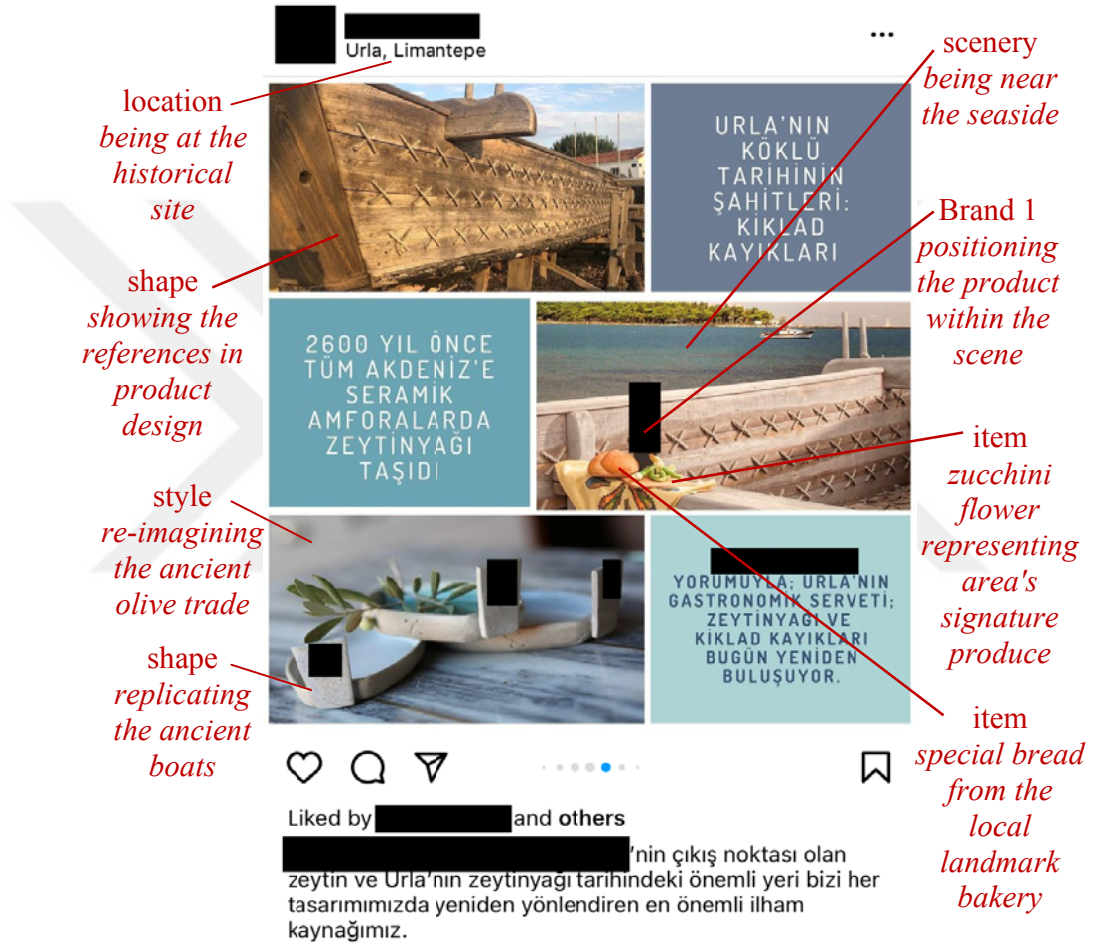 Urla, Limantepe
location
being at the
historical
site
scenery
being near
the seaside
URLA'NIN
KÖKLÜ
TARİHİNİN
ŞAHİTLERİ:
KİKLAD
KAYIKLARI
shape
showing the
references in
product
design
Brand 1
positioning
the product
within the
scene
2600 YIL ÖNCE
TÜM AKDENİZ'E
SERAMİK
AMFORALARDA
ZEYTİNYAĞI
TAŞIDI
item
zucchini
flower
representing
area's
signature
produce
style
re-imagining
the ancient
olive trade
YORUMUYLA; URLA'NIN
GASTRONOMİK SERVETİ;
ZEYTİNYAĞI VE
KİKLAD KAYIKLARI
BUGÜN YENİDEN
BULUŞUYOR.
shape
replicating
the ancient
boats
item
special bread
from the
local
landmark
bakery
Liked by and others
'nin çıkış noktası olan
zeytin ve Urla'nın zeytinyağı tarihindeki önemli yeri bizi her
tasarımımızda yeniden yönlendiren en önemli ilham
kaynağımız.